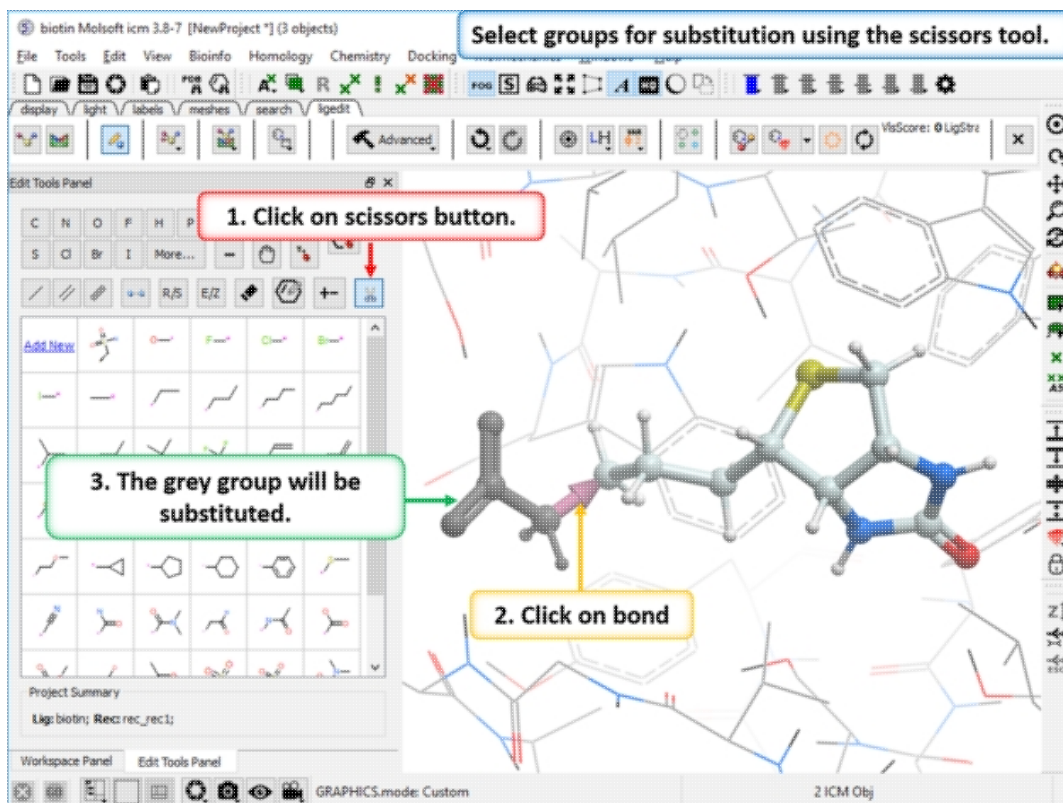 biotin Molsoft icm 3.8-7 [NewProject *] (3 objects)
Select groups for substitution using the scissors tool.
File Tools Edit View Bioinfo Homology Chemistry Docking
FOG S A
display light labels meshes search ligedit
Advanced LH VisScore: 0 LigStra
Edit Tools Panel
1. Click on scissors button.
C N O F H P
S Cl Br I More...
R/S E/Z
Add New
3. The grey group will be
substituted.
2. Click on bond
Project Summary
Lig: biotin; Rec: rec_rec1;
Workspace Panel Edit Tools Panel
GRAPHICS.mode: Custom 2 ICM Obj